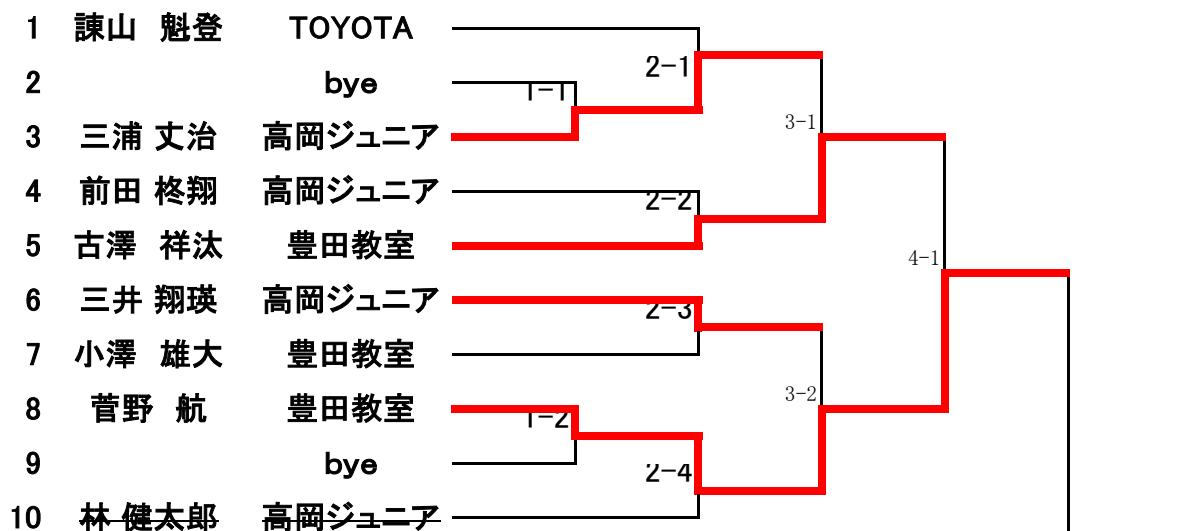 1 諌山 魁登 TOYOTA
2 bye
2-1
1-1
3 三浦 丈治 高岡ジュニア
3-1
4 前田 柊翔 高岡ジュニア
2-2
5 古澤 祥汰 豊田教室
4-1
6 三井 翔瑛 高岡ジュニア
2-3
7 小澤 雄大 豊田教室
3-2
8 菅野 航 豊田教室
1-2
9 bye
2-4
10 林 健太郎 高岡ジュニア